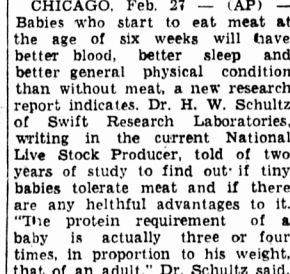 CHICAGO, Feb. 27 — (AP) —
Babies who start to eat meat at
the age of six weeks will have
better blood, better sleep and
better general physical condition
than without meat, a new research
report indicates. Dr. H. W. Schultz
of Swift Research Laboratories,
writing in the current National
Live Stock Producer, told of two
years of study to find out if tiny
babies tolerate meat and if there
are any helthful advantages to it.
"The protein requirement of a
baby is actually three or four
times, in proportion to his weight,
that of an adult." Dr. Schultz said.